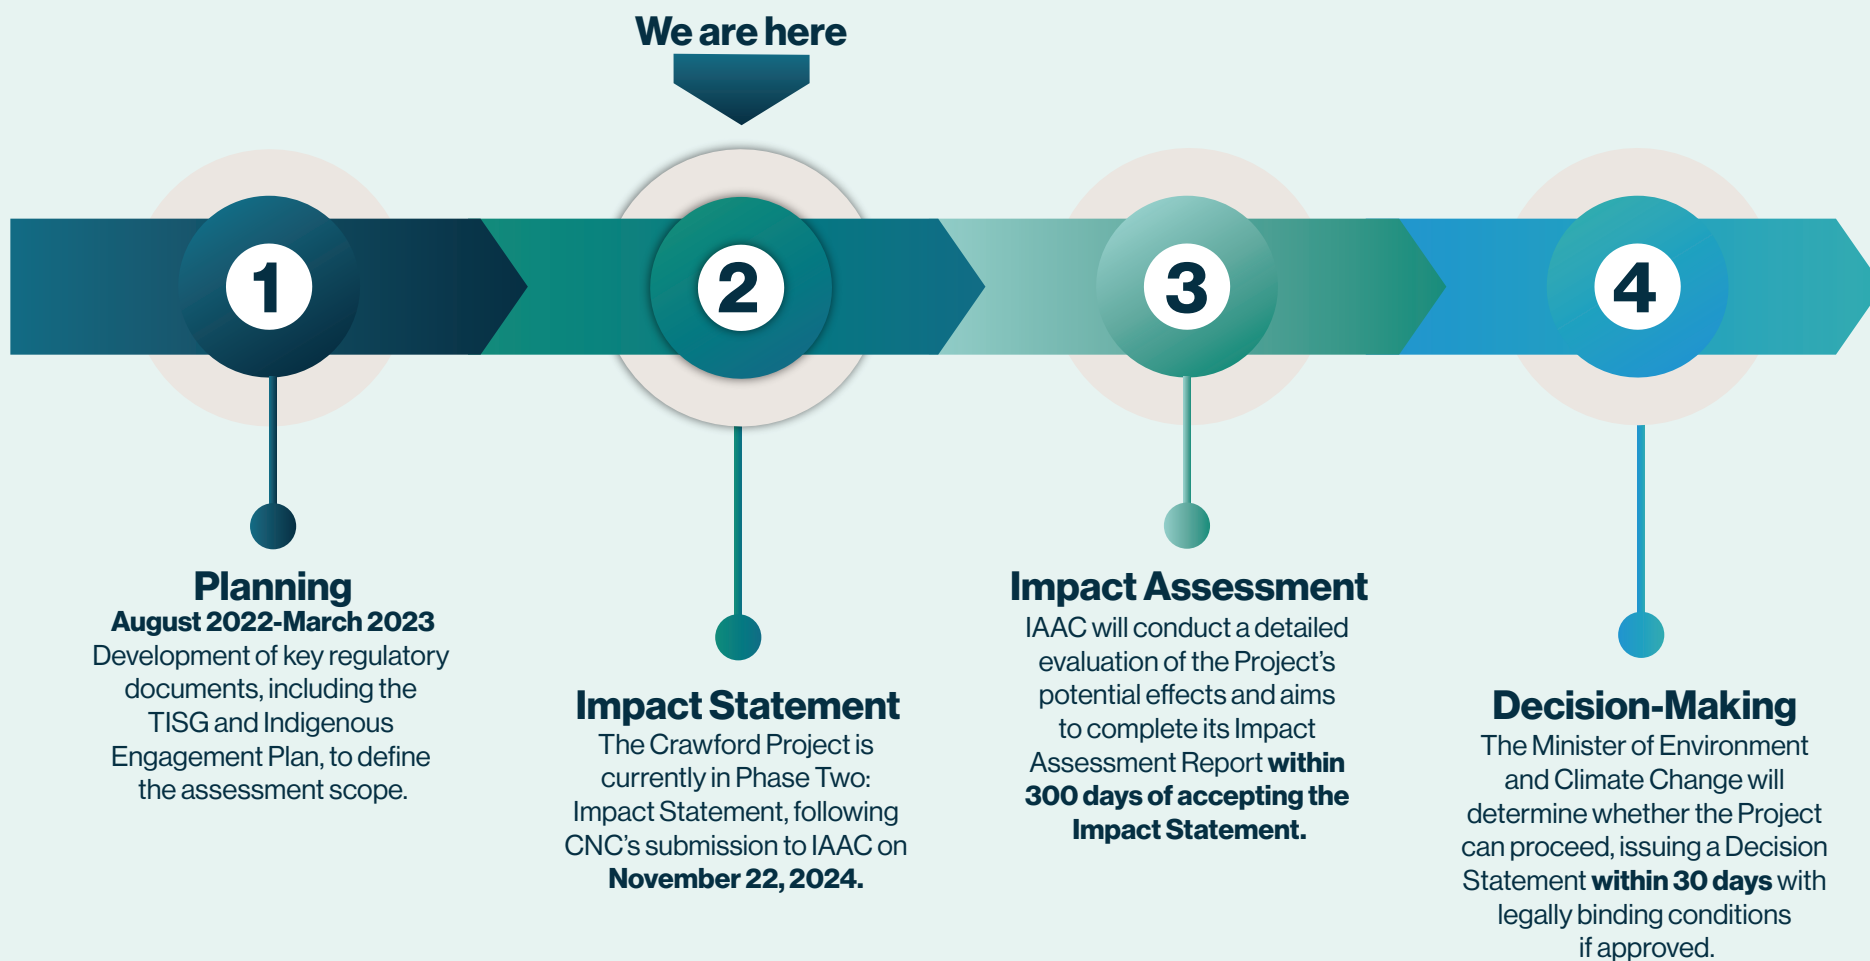 We are here
1
2
3
4
Planning
August 2022-March 2023
Development of key regulatory
documents, including the
TISG and Indigenous
Engagement Plan, to define
the assessment scope.
Impact Statement
The Crawford Project is
currently in Phase Two:
Impact Statement, following
CNC’s submission to IAAC on
November 22, 2024.
Impact Assessment
IAAC will conduct a detailed
evaluation of the Project’s
potential effects and aims
to complete its Impact
Assessment Report within
300 days of accepting the
Impact Statement.
Decision-Making
The Minister of Environment
and Climate Change will
determine whether the Project
can proceed, issuing a Decision
Statement within 30 days with
legally binding conditions
if approved.